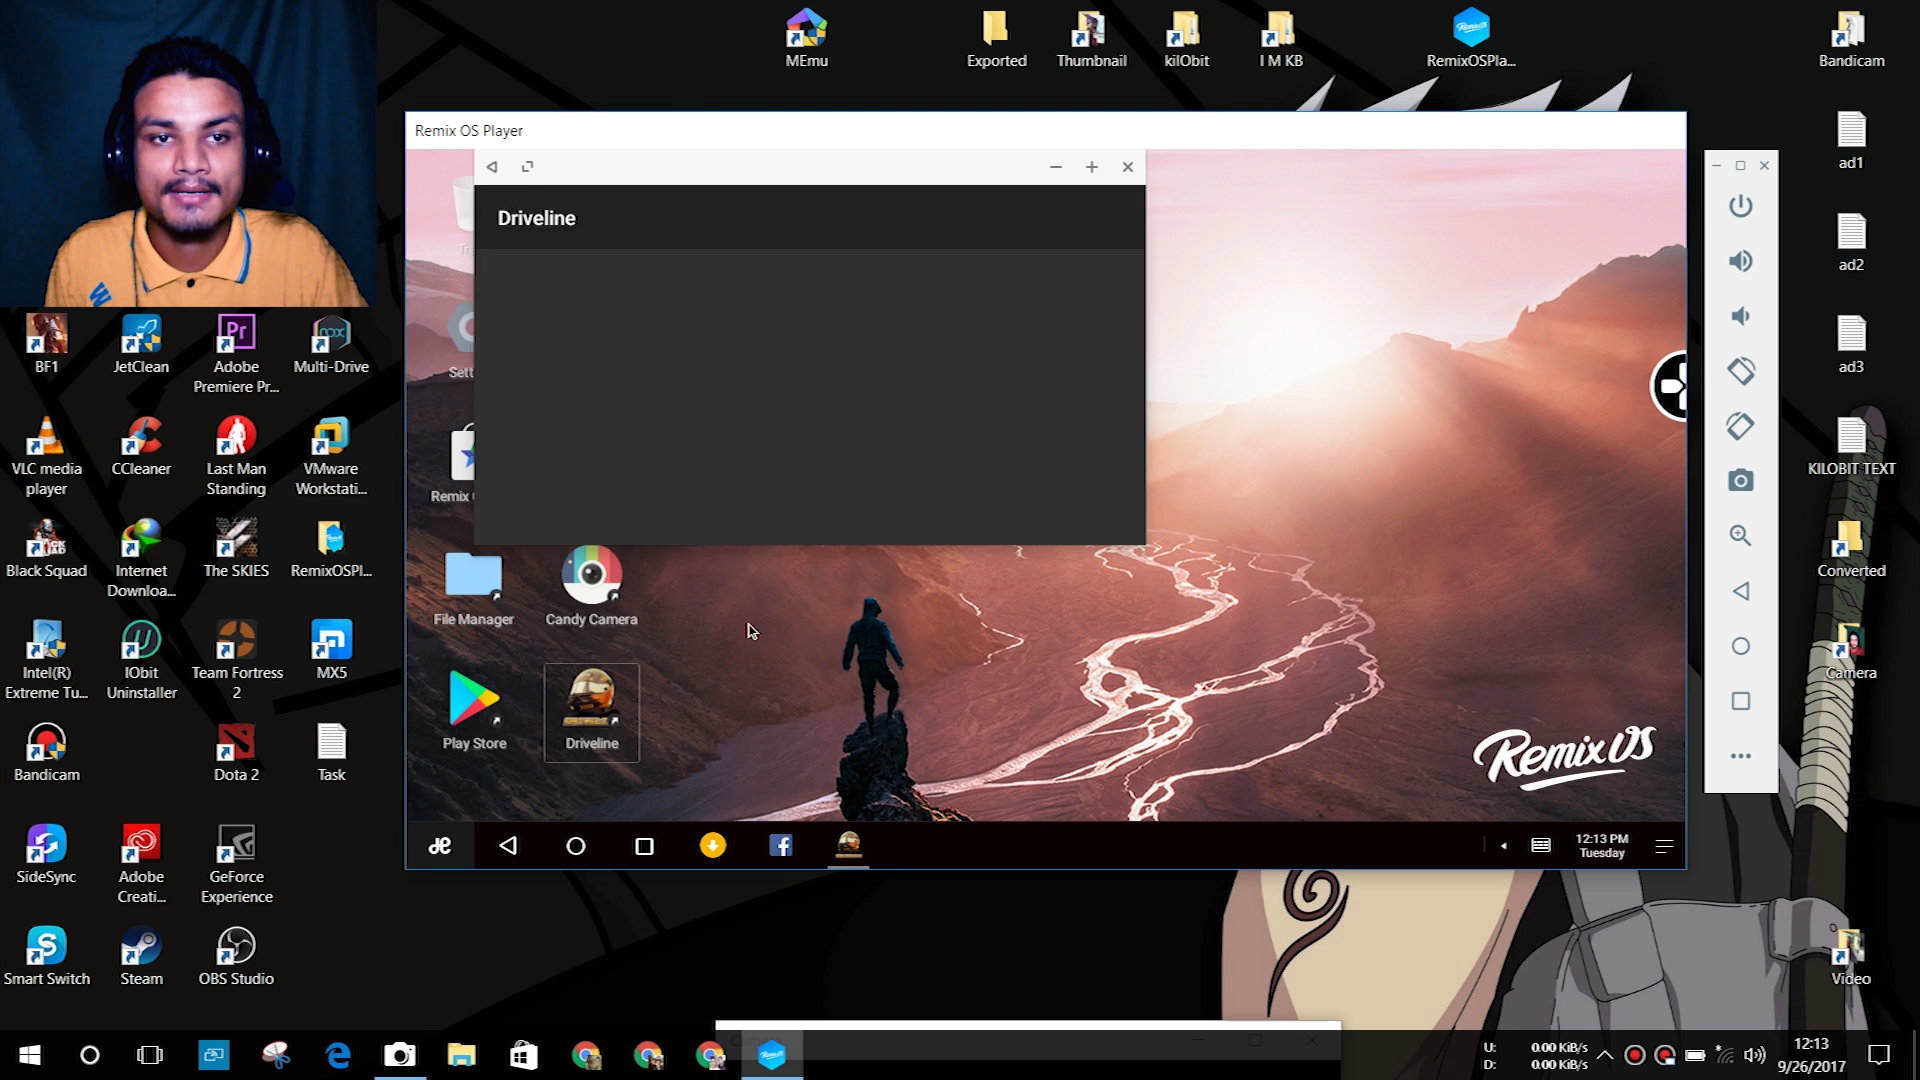 MEmu
Exported
Thumbnail
kilObit
I M KB
RemixOSPla...
Bandicam
Remix OS Player
Driveline
ad1
ad2
ad3
KILOBIT TEXT
Converted
Camera
Video
BF1
JetClean
Adobe
Premiere Pr...
Multi-Drive
VLC media
player
CCleaner
Last Man
Standing
VMware
Workstati...
Black Squad
Internet
Downloa...
The SKIES
RemixOSPl...
Intel(R)
Extreme Tu...
IObit
Uninstaller
Team Fortress
2
MX5
Bandicam
Dota 2
Task
SideSync
Adobe
Creati...
GeForce
Experience
Smart Switch
Steam
OBS Studio
Sett
Remix
File Manager
Candy Camera
Play Store
Driveline
Remix OS
12:13 PM
Tuesday
U: 0.00 KiB/s
D: 0.00 KiB/s
12:13
9/26/2017